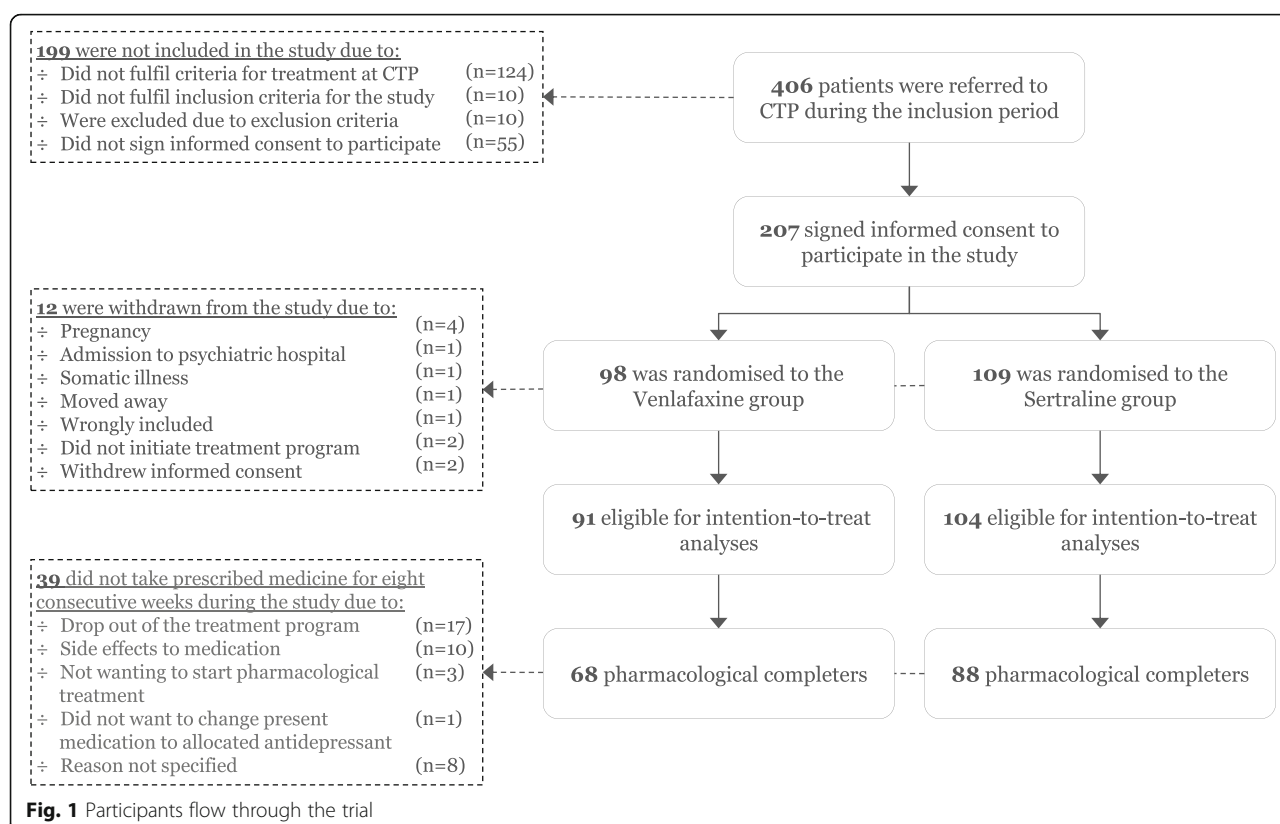 199 were not included in the study due to:
÷ Did not fulfil criteria for treatment at CTP (n=124)
÷ Did not fulfil inclusion criteria for the study (n=10)
÷ Were excluded due to exclusion criteria (n=10)
÷ Did not sign informed consent to participate (n=55)
406 patients were referred to
CTP during the inclusion period
207 signed informed consent to
participate in the study
12 were withdrawn from the study due to:
÷ Pregnancy (n=4)
÷ Admission to psychiatric hospital (n=1)
÷ Somatic illness (n=1)
÷ Moved away (n=1)
÷ Wrongly included (n=1)
÷ Did not initiate treatment program (n=2)
÷ Withdrew informed consent (n=2)
98 was randomised to the
Venlafaxine group
109 was randomised to the
Sertraline group
91 eligible for intention-to-treat
analyses
104 eligible for intention-to-treat
analyses
39 did not take prescribed medicine for eight
consecutive weeks during the study due to:
÷ Drop out of the treatment program (n=17)
÷ Side effects to medication (n=10)
÷ Not wanting to start pharmacological (n=3)
treatment
÷ Did not want to change present (n=1)
medication to allocated antidepressant
÷ Reason not specified (n=8)
68 pharmacological completers
88 pharmacological completers
Fig. 1 Participants flow through the trial